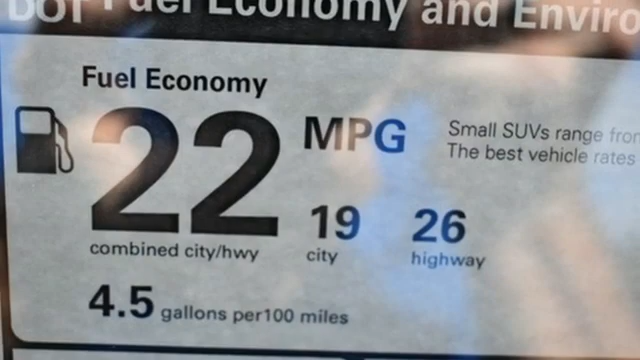 DOT Fuel Economy and Enviro
Fuel Economy
22 MPG
Small SUVs range from
The best vehicle rates
19 26
combined city/hwy city highway
4.5 gallons per100 miles